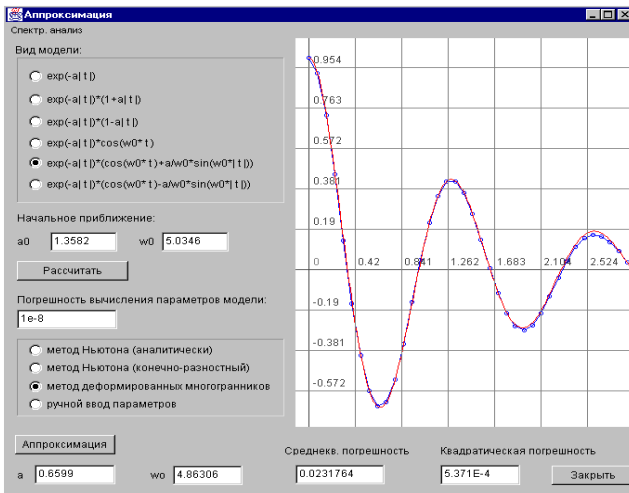 Аппроксимация
Спектр. анализ
Вид модели:
exp(-a| t |)
exp(-a| t |)*(1+a| t |)
exp(-a| t |)*(1-a| t |)
exp(-a| t |)*cos(w0* t )
exp(-a| t |)*(cos(w0* t )+a/w0*sin(w0*| t |))
exp(-a| t |)*(cos(w0* t )-a/w0*sin(w0*| t |))
Начальное приближение:
a0 1.3582 w0 5.0346
Рассчитать
Погрешность вычисления параметров модели:
1e-8
метод Ньютона (аналитически)
метод Ньютона (конечно-разностный)
метод деформированных многогранников
ручной ввод параметров
Аппроксимация
a 0.6599 wo 4.86306
0.954
0.763
0.572
0.381
0.19
0 0.42 0.841 1.262 1.683 2.104 2.524
-0.19
-0.381
-0.572
Среднекв. погрешность Квадратическая погрешность
0.0231764 5.371E-4 Закрыть